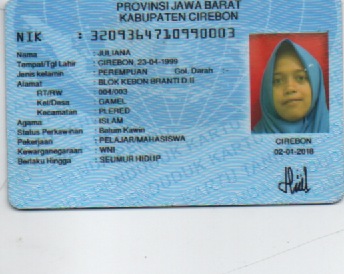 PROVINSI JAWA BARAT
KABUPATEN CIREBON
NIK : 3209364710990003
Nama : JULIANA
Tempat/Tgl Lahir : CIREBON, 23-04-1999
Jenis kelamin : PEREMPUAN Gol. Darah -
Alamat : BLOK KEBON BRANTI D.II
RT/RW : 004/003
Kel/Desa : GAMEL
Kecamatan : PLERED
Agama : ISLAM
Status Perkawinan : Belum Kawin
Pekerjaan : PELAJAR/MAHASISWA
Kewarganegaraan : WNI
Berlaku Hingga : SEUMUR HIDUP
CIREBON
02-01-2018